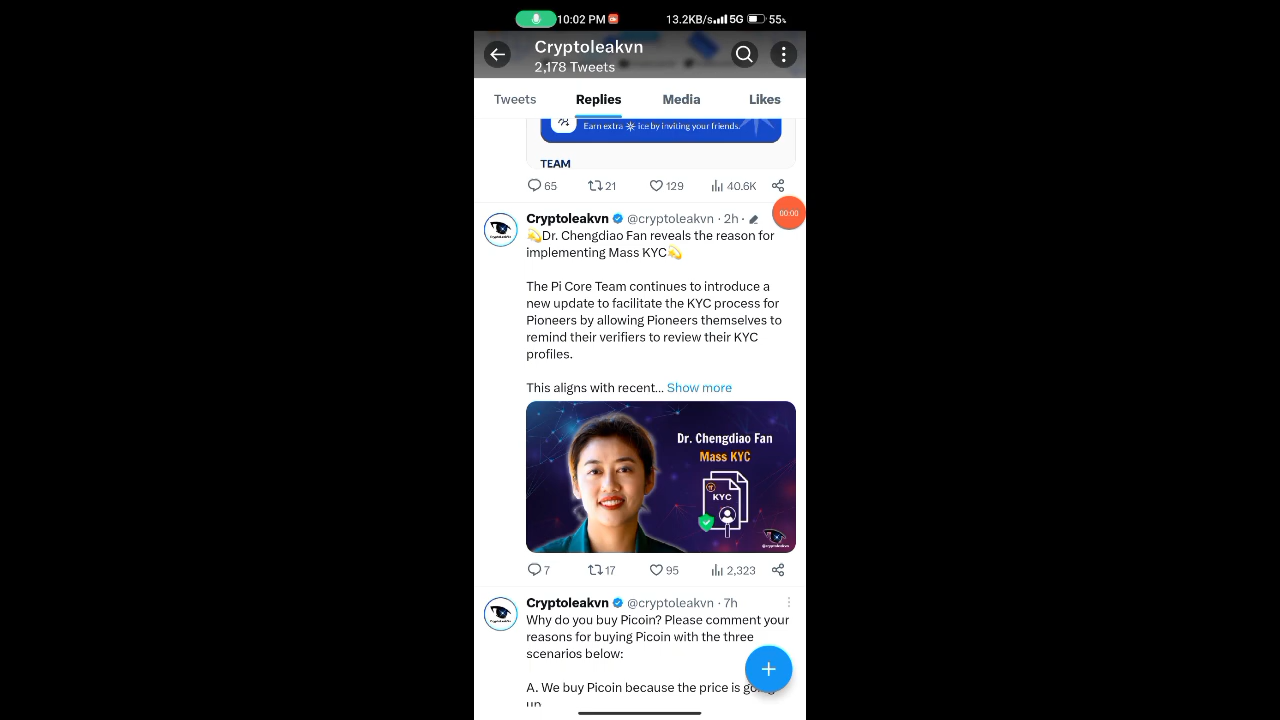 10:02 PM
13.2KB/s 5G 55%
Cryptoleakvn
2,178 Tweets
Tweets Replies Media Likes
Earn extra ice by inviting your friends.
TEAM
65 21 129 40.6K
00:00
Cryptoleakvn @cryptoleakvn · 2h ·
💫Dr. Chengdiao Fan reveals the reason for
implementing Mass KYC💫
The Pi Core Team continues to introduce a
new update to facilitate the KYC process for
Pioneers by allowing Pioneers themselves to
remind their verifiers to review their KYC
profiles.
This aligns with recent... Show more
Dr. Chengdiao Fan
Mass KYC
KYC
@cryptoleakvn
7 17 95 2,323
Cryptoleakvn @cryptoleakvn · 7h
Why do you buy Picoin? Please comment your
reasons for buying Picoin with the three
scenarios below:
A. We buy Picoin because the price is going
up